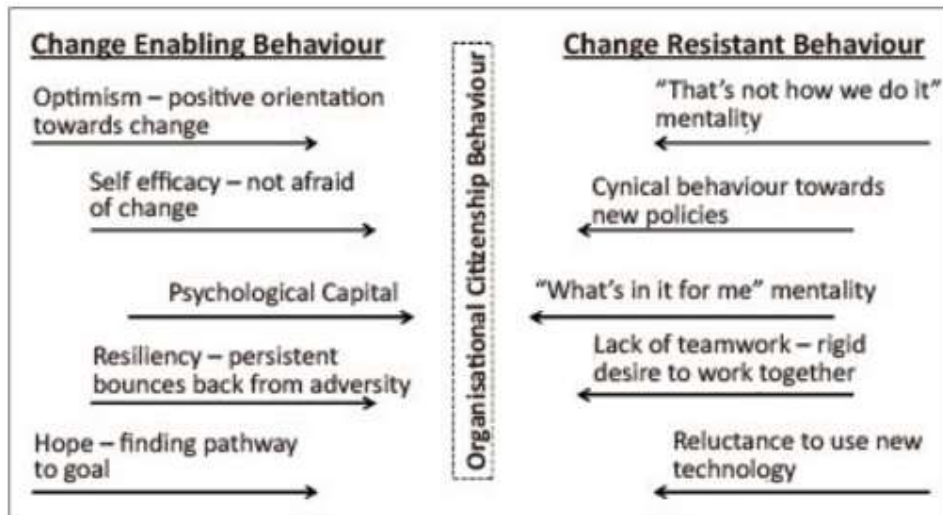 Change Enabling Behaviour
Optimism – positive orientation
towards change
Self efficacy – not afraid
of change
Psychological Capital
Resiliency – persistent
bounces back from adversity
Hope – finding pathway
to goal
Organisational Citizenship Behaviour
Change Resistant Behaviour
“That’s not how we do it”
mentality
Cynical behaviour towards
new policies
“What’s in it for me” mentality
Lack of teamwork – rigid
desire to work together
Reluctance to use new
technology